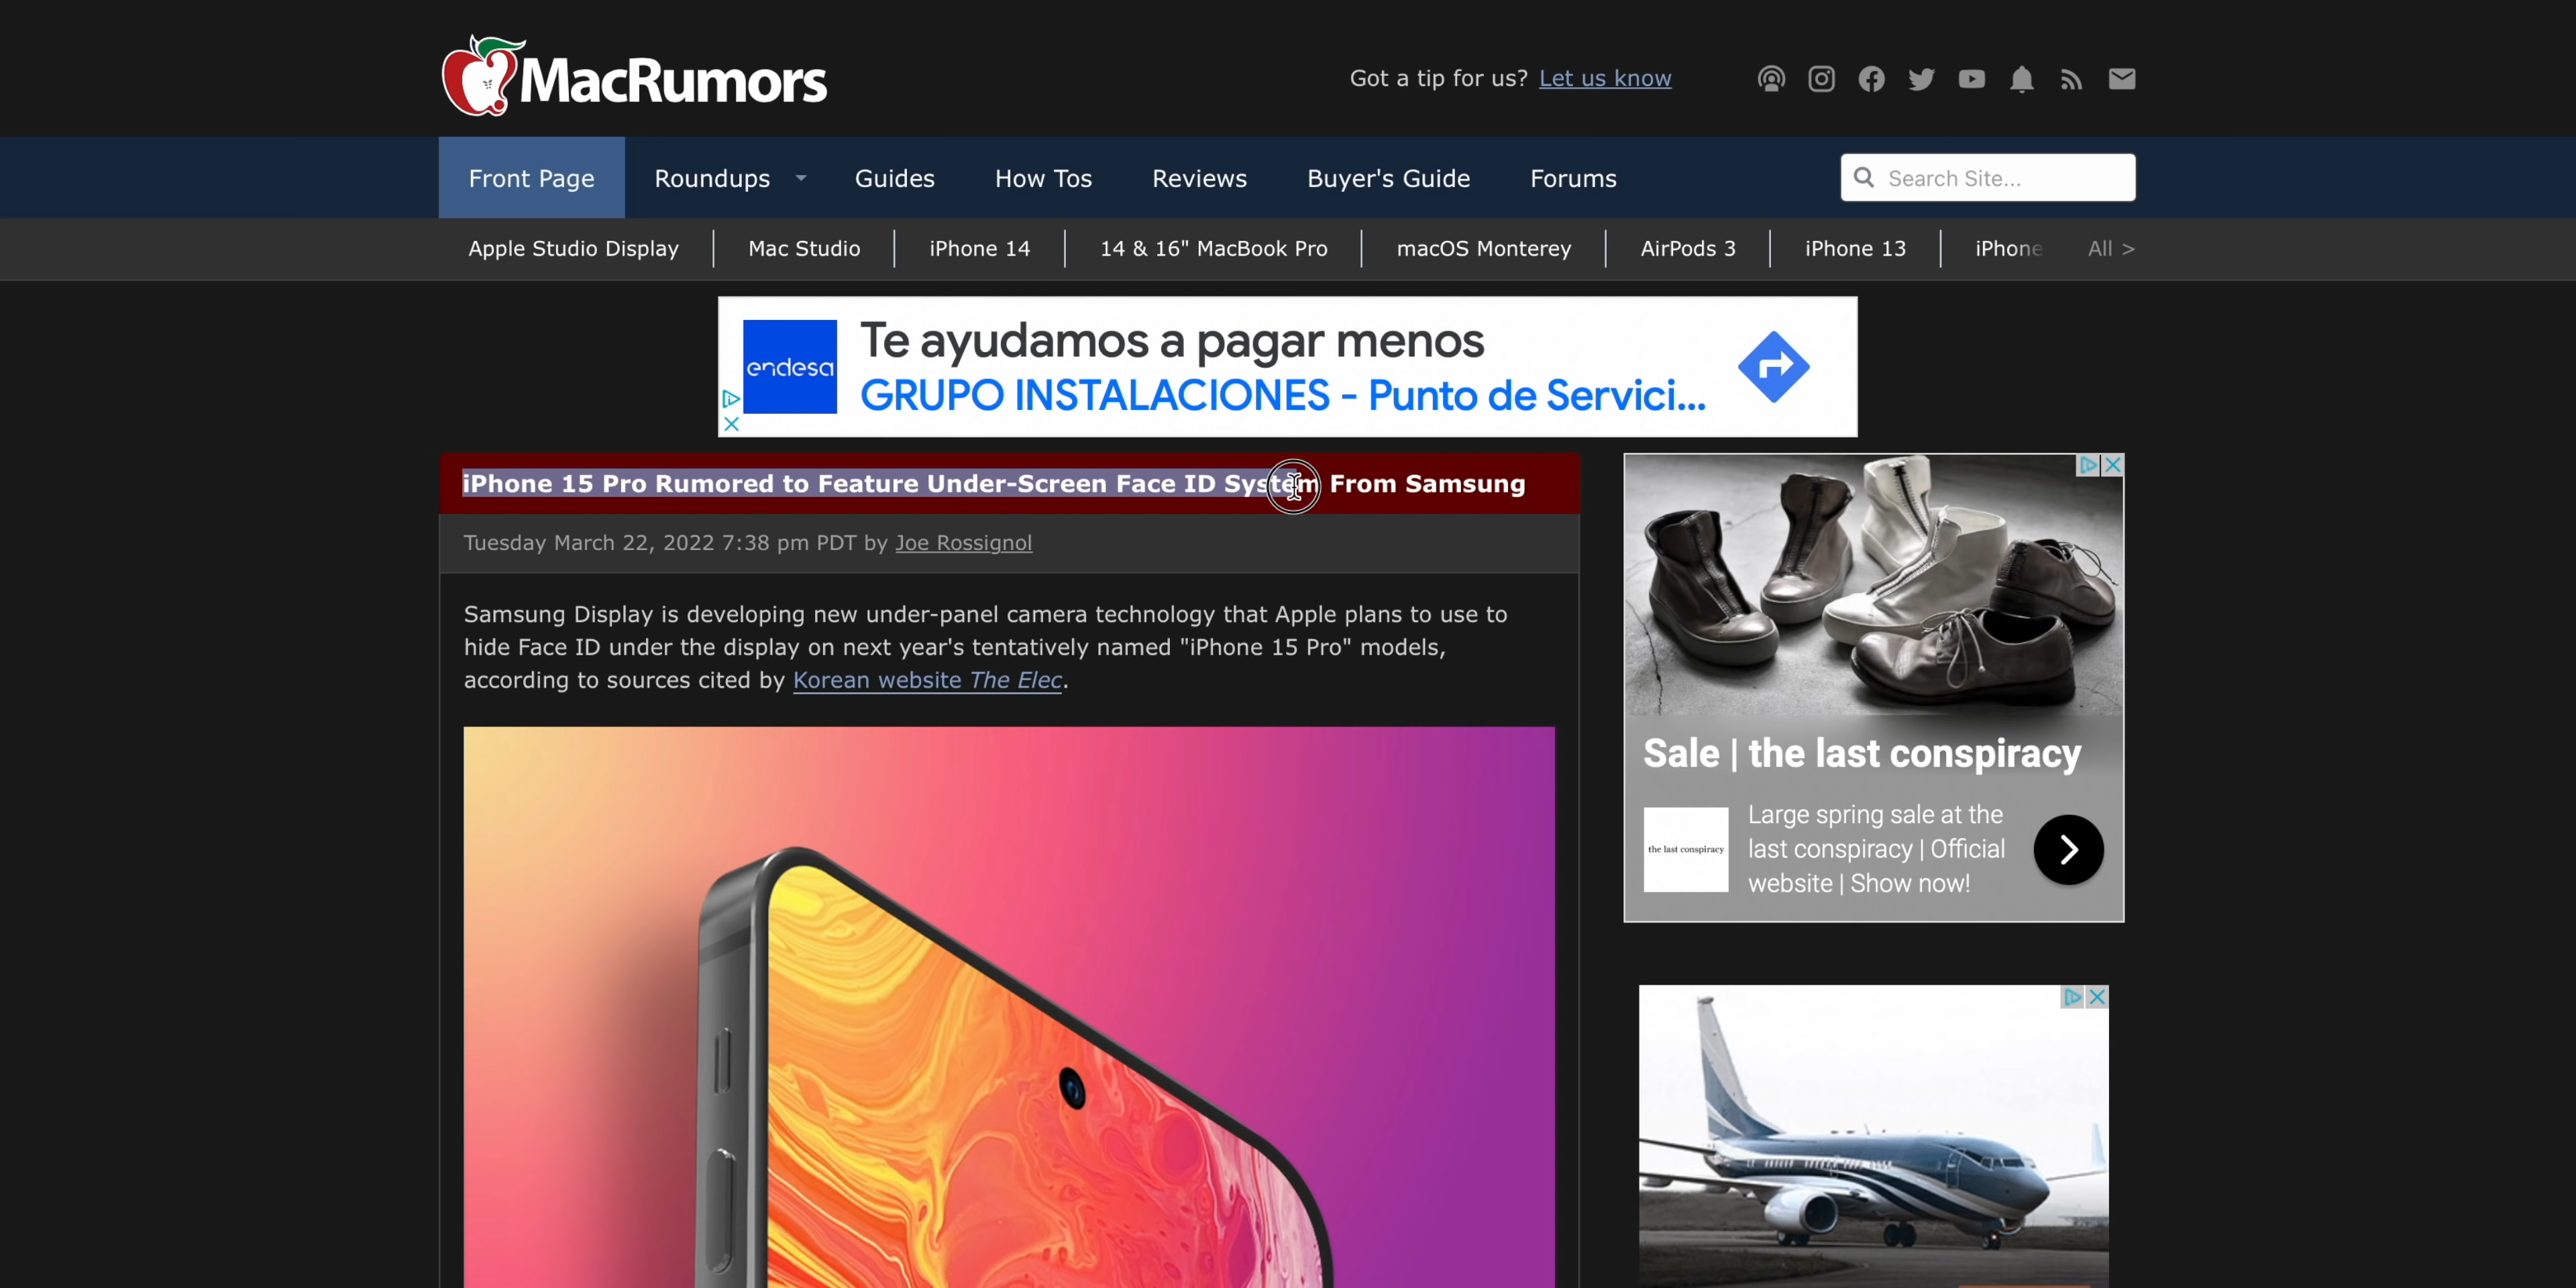 MacRumors
Got a tip for us? Let us know
Front Page
Roundups
Guides
How Tos
Reviews
Buyer's Guide
Forums
Search Site...
Apple Studio Display
Mac Studio
iPhone 14
14 & 16" MacBook Pro
macOS Monterey
AirPods 3
iPhone 13
iPhone
All >
endesa
Te ayudamos a pagar menos
GRUPO INSTALACIONES - Punto de Servici...
iPhone 15 Pro Rumored to Feature Under-Screen Face ID System From Samsung
Tuesday March 22, 2022 7:38 pm PDT by Joe Rossignol
Samsung Display is developing new under-panel camera technology that Apple plans to use to
hide Face ID under the display on next year's tentatively named "iPhone 15 Pro" models,
according to sources cited by Korean website The Elec.
Sale | the last conspiracy
the last conspiracy
Large spring sale at the
last conspiracy | Official
website | Show now!